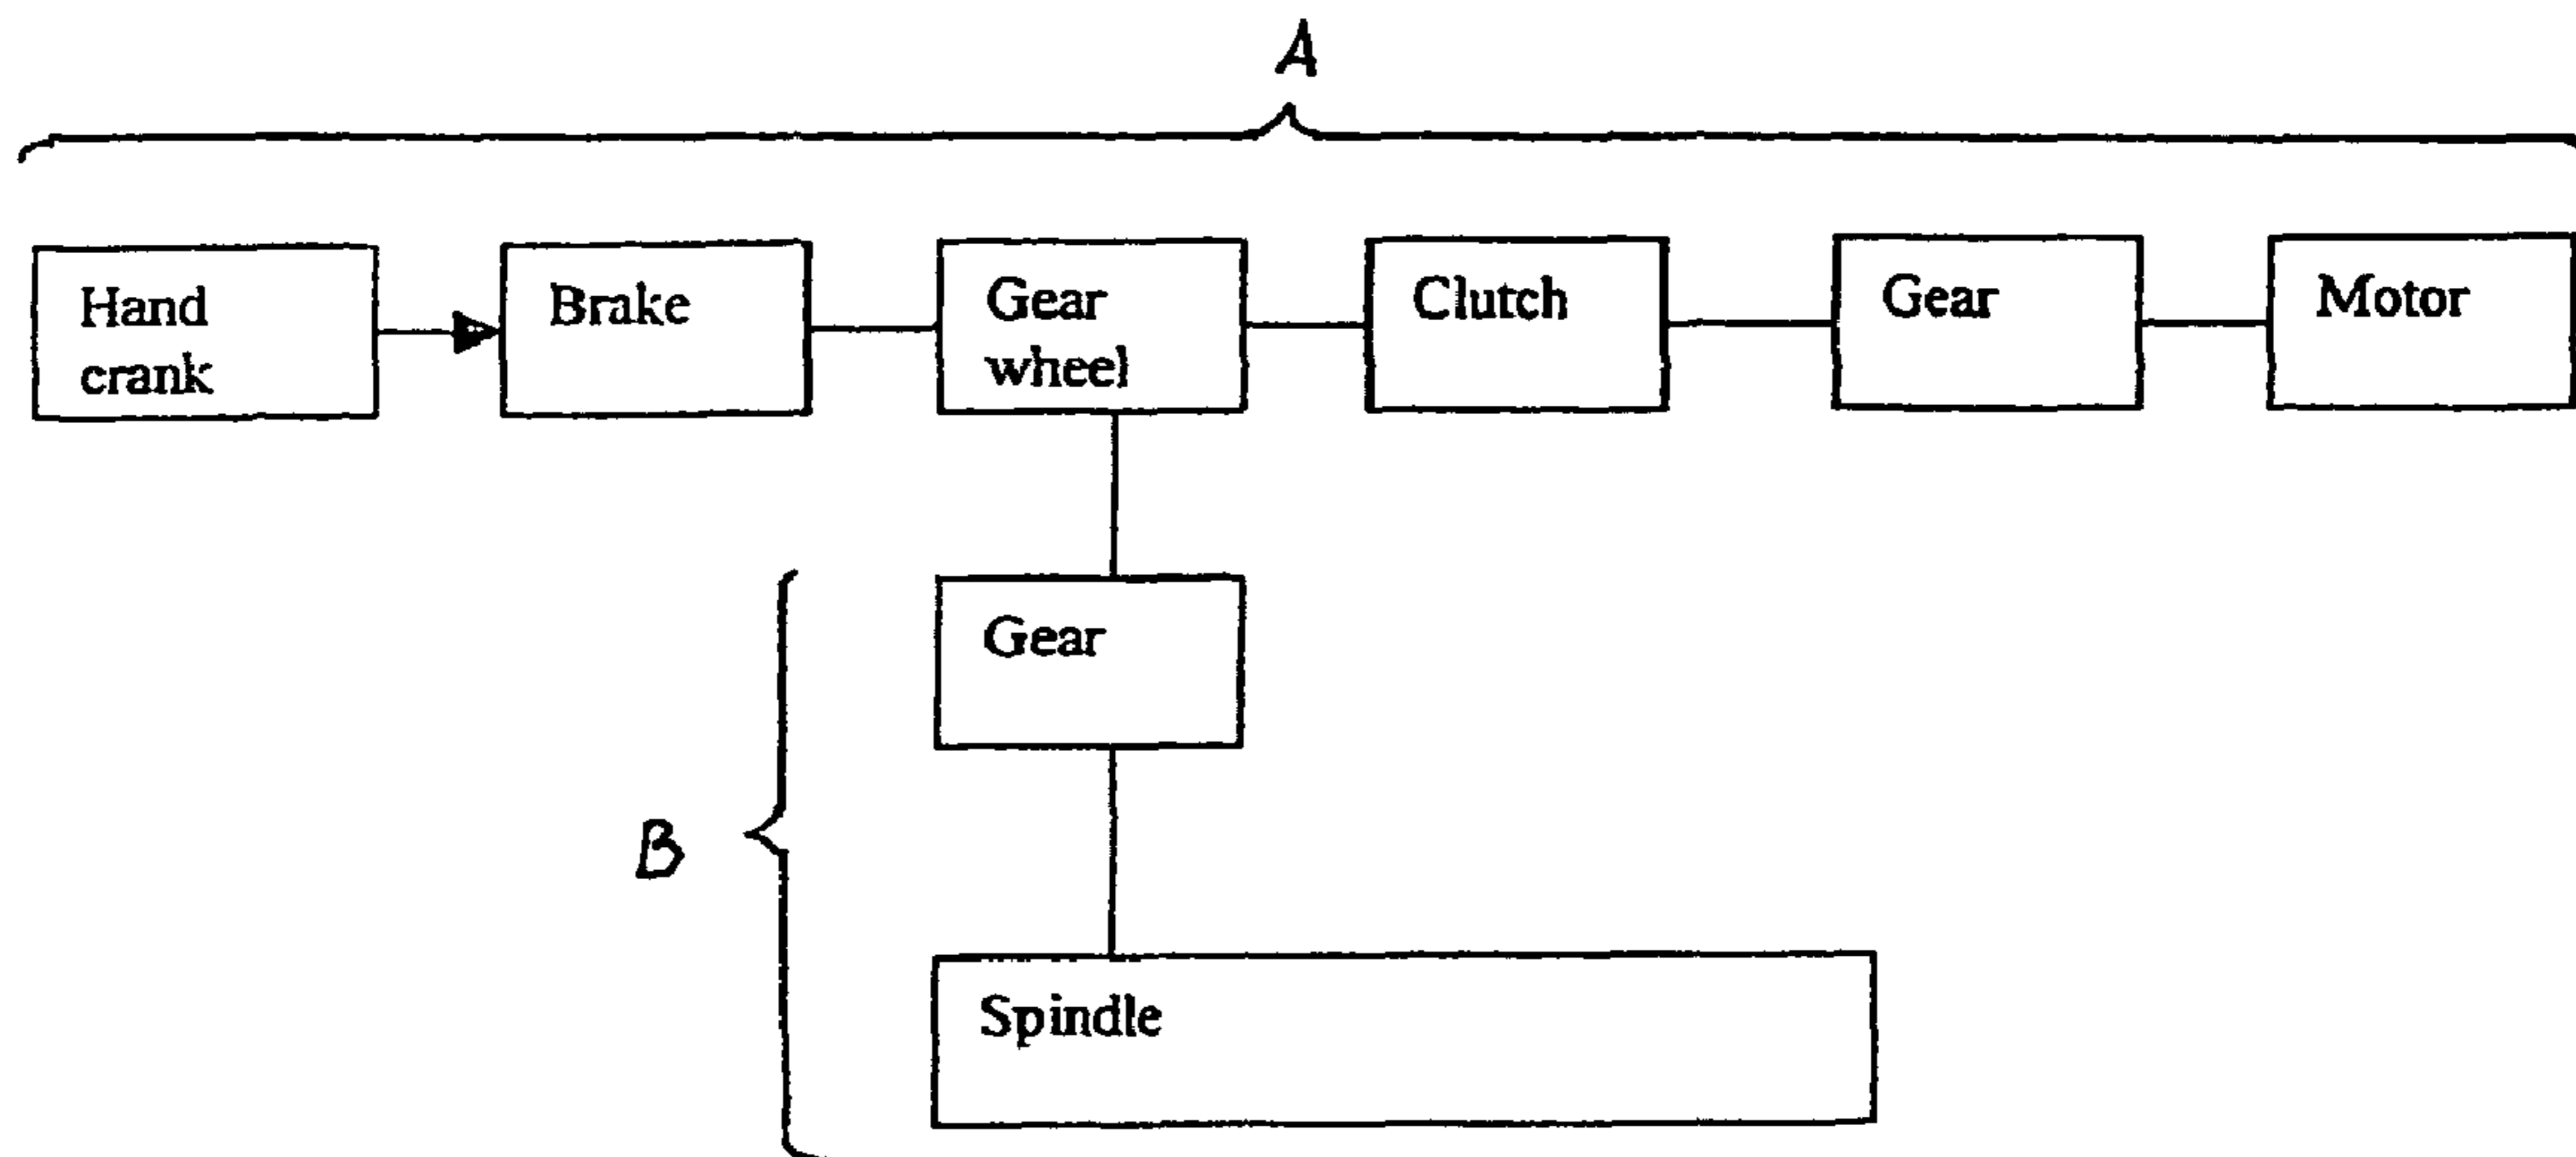 A
Hand
crank
Brake
Gear
wheel
Clutch
Gear
Motor
Gear
B
Spindle